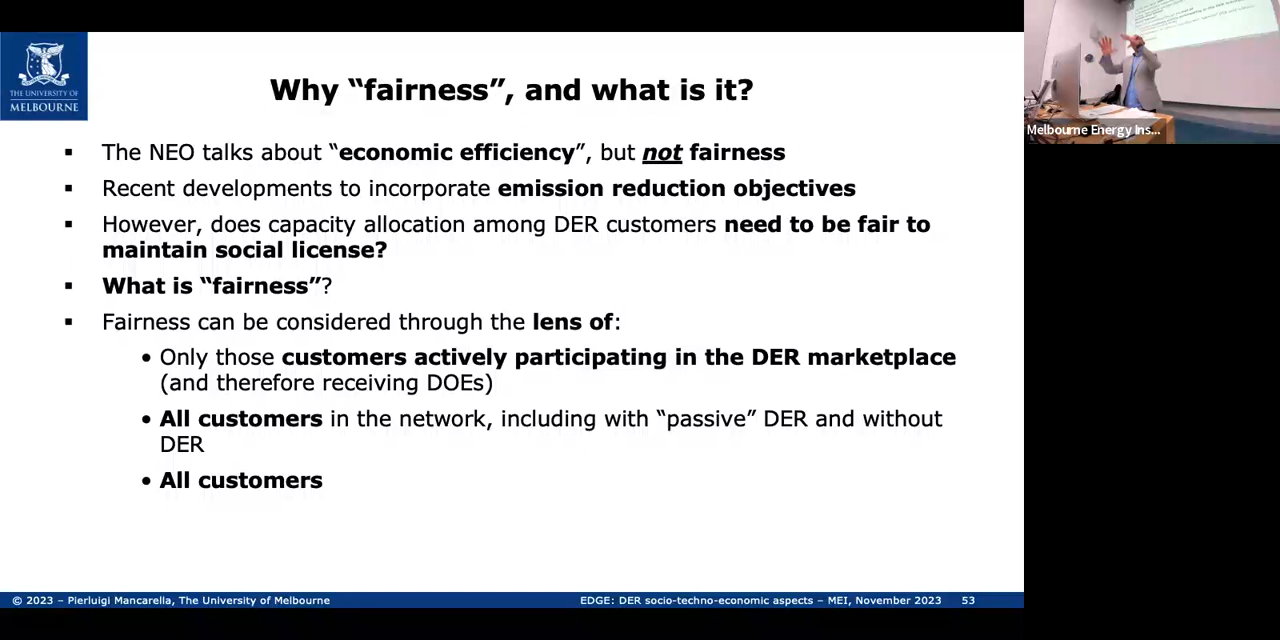 THE UNIVERSITY OF
MELBOURNE
Why “fairness”, and what is it?
▪ The NEO talks about “economic efficiency”, but not fairness
▪ Recent developments to incorporate emission reduction objectives
▪ However, does capacity allocation among DER customers need to be fair to
maintain social license?
▪ What is “fairness”?
▪ Fairness can be considered through the lens of:
• Only those customers actively participating in the DER marketplace
(and therefore receiving DOEs)
• All customers in the network, including with “passive” DER and without
DER
• All customers
© 2023 – Pierluigi Mancarella, The University of Melbourne
EDGE: DER socio-techno-economic aspects – MEI, November 2023 53
Melbourne Energy Ins...